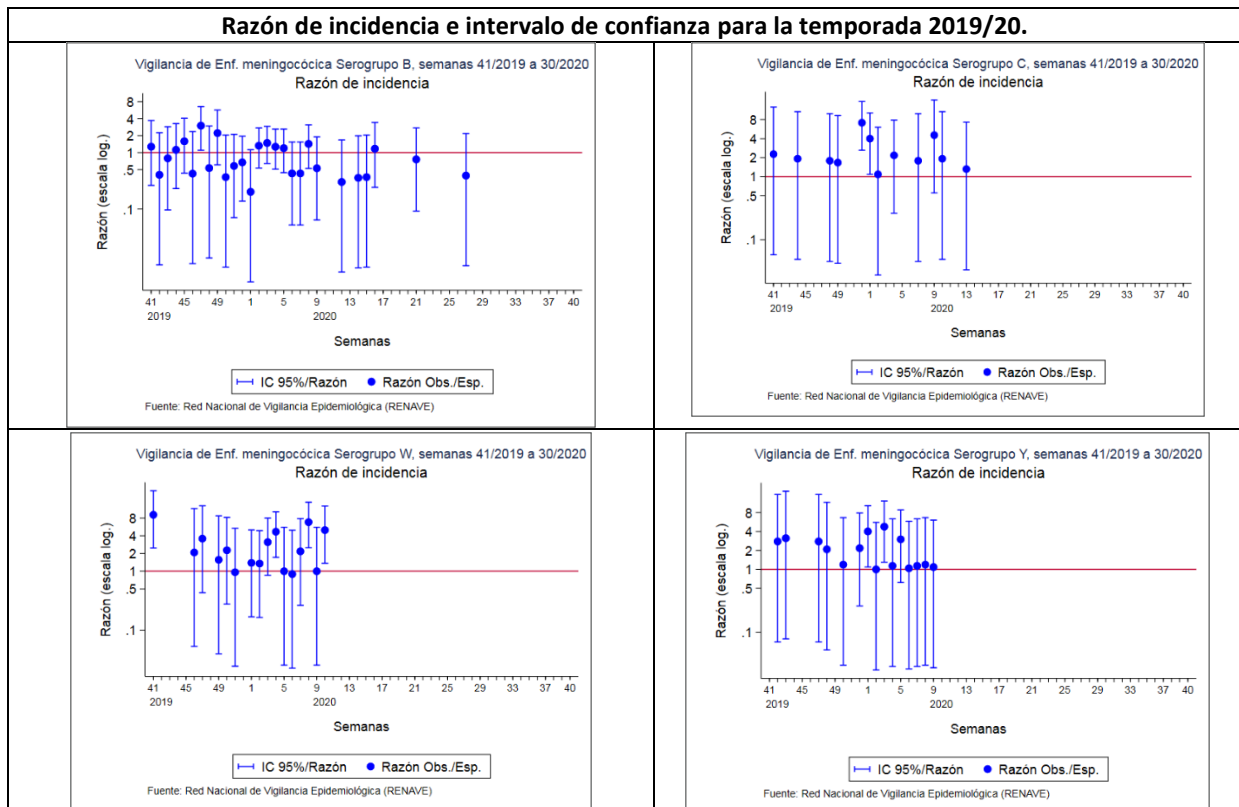 Razón de incidencia e intervalo de confianza para la temporada 2019/20.
Vigilancia de Enf. meningocócica Serogrupo B, semanas 41/2019 a 30/2020
Razón de incidencia
Razón (escala log.)
8
4
2
1
0.5
.1
41 45 49 1 5 9 13 17 21 25 29 33 37 40
2019 2020
Semanas
IC 95%/Razón Razón Obs./Esp.
Fuente: Red Nacional de Vigilancia Epidemiológica (RENAVE)
Vigilancia de Enf. meningocócica Serogrupo C, semanas 41/2019 a 30/2020
Razón de incidencia
Razón (escala log.)
8
4
2
1
0.5
.1
41 45 49 1 5 9 13 17 21 25 29 33 37 40
2019 2020
Semanas
IC 95%/Razón Razón Obs./Esp.
Fuente: Red Nacional de Vigilancia Epidemiológica (RENAVE)
Vigilancia de Enf. meningocócica Serogrupo W, semanas 41/2019 a 30/2020
Razón de incidencia
Razón (escala log.)
8
4
2
1
0.5
.1
41 45 49 1 5 9 13 17 21 25 29 33 37 40
2019 2020
Semanas
IC 95%/Razón Razón Obs./Esp.
Fuente: Red Nacional de Vigilancia Epidemiológica (RENAVE)
Vigilancia de Enf. meningocócica Serogrupo Y, semanas 41/2019 a 30/2020
Razón de incidencia
Razón (escala log.)
8
4
2
1
0.5
.1
41 45 49 1 5 9 13 17 21 25 29 33 37 40
2019 2020
Semanas
IC 95%/Razón Razón Obs./Esp.
Fuente: Red Nacional de Vigilancia Epidemiológica (RENAVE)